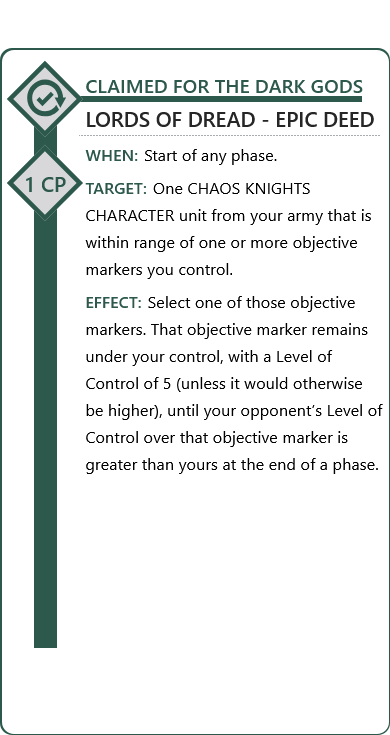 CLAIMED FOR THE DARK GODS
LORDS OF DREAD - EPIC DEED
WHEN: Start of any phase.
1 CP
TARGET: One CHAOS KNIGHTS
CHARACTER unit from your army that is
within range of one or more objective
markers you control.
EFFECT: Select one of those objective
markers. That objective marker remains
under your control, with a Level of
Control of 5 (unless it would otherwise
be higher), until your opponent’s Level of
Control over that objective marker is
greater than yours at the end of a phase.